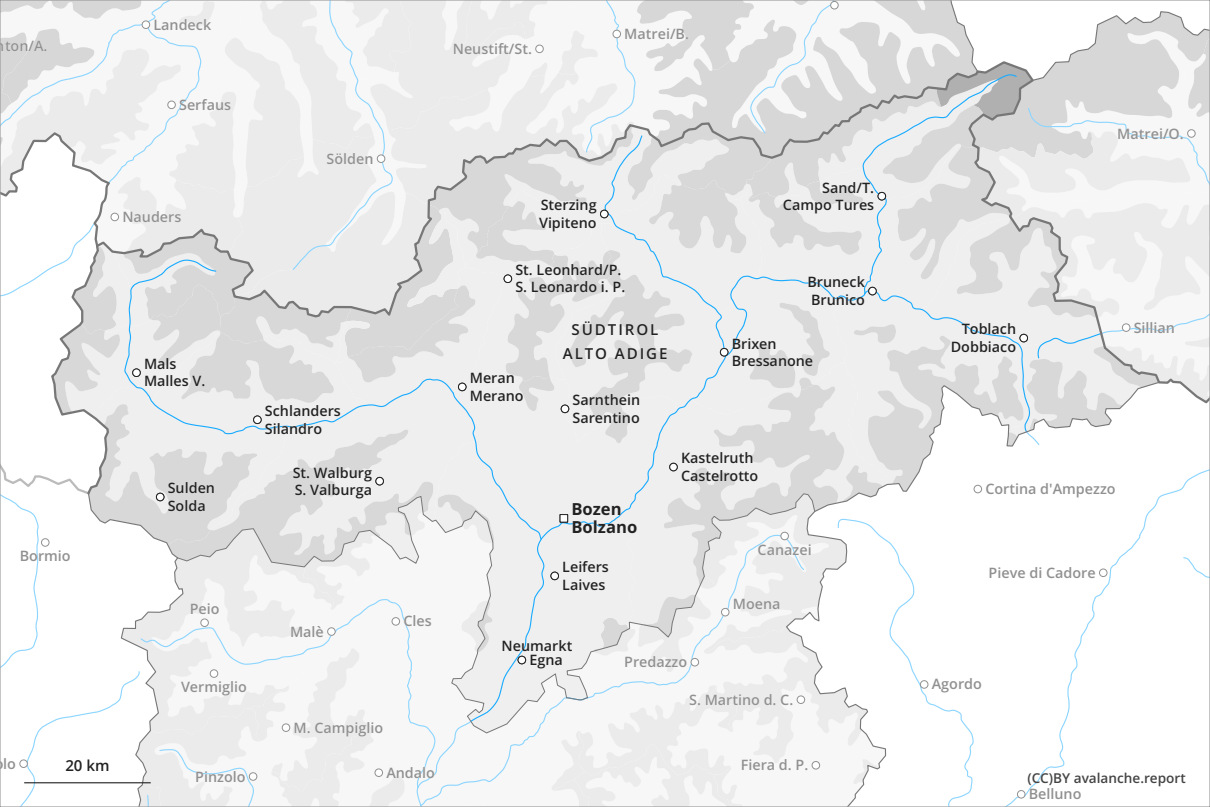 Landeck
Matrei/B.
nton/A.
Neustift/St.
Serfaus
Matrei/O.
Sölden
Sand/T.
Campo Tures
Nauders
Sterzing
Vipiteno
St. Leonhard/P.
S. Leonardo i. P.
Bruneck
Brunico
SÜDTIROL
ALTO ADIGE
Toblach
Dobbiaco
Sillian
Brixen
Bressanone
Mals
Malles V.
Meran
Merano
Sarnthein
Sarentino
Schlanders
Silandro
Kastelruth
Castelrotto
St. Walburg
S. Valburga
Sulden
Solda
Cortina d'Ampezzo
Bozen
Bolzano
Bormio
Canazei
Leifers
Laives
Pieve di Cadore
Peio
Moena
Malè
Cles
Neumarkt
Egna
Predazzo
Vermiglio
Agordo
S. Martino d. C.
M. Campiglio
olo
20 km
Fiera d. P.
Pinzolo
Andalo
(CC)BY avalanche.report
Belluno